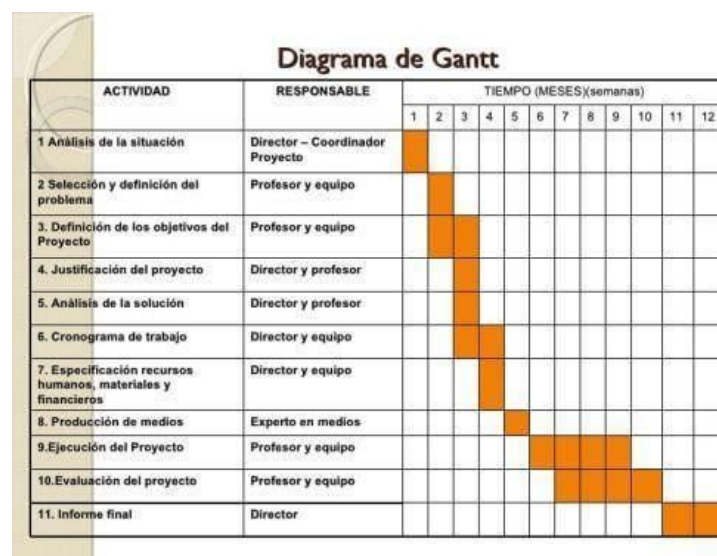 Diagrama de Gantt
ACTIVIDAD RESPONSABLE TIEMPO (MESES)(semanas)
1 2 3 4 5 6 7 8 9 10 11 12
1 Análisis de la situación
Director – Coordinador
Proyecto
2 Selección y definición del
problema
Profesor y equipo
3. Definición de los objetivos del
Proyecto
Profesor y equipo
4. Justificación del proyecto
Director y profesor
5. Análisis de la solución
Director y profesor
6. Cronograma de trabajo
Director y equipo
7. Especificación recursos
humanos, materiales y
financieros
Director y equipo
8. Producción de medios
Experto en medios
9.Ejecución del Proyecto
Profesor y equipo
10.Evaluación del proyecto
Profesor y equipo
11. Informe final
Director